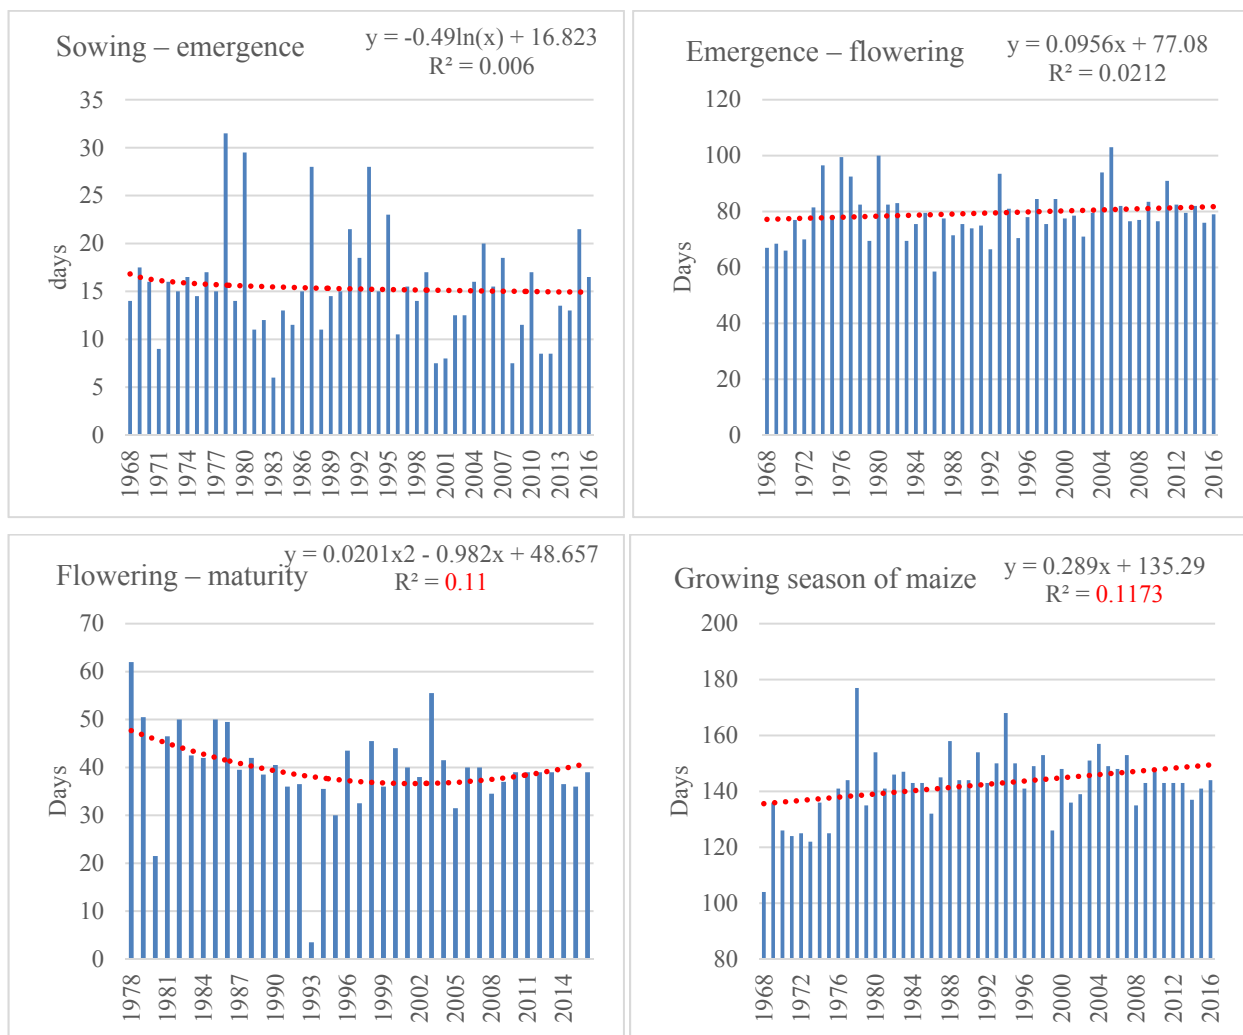 Sowing – emergence
y = -0.49ln(x) + 16.823
R² = 0.006
days
35
30
25
20
15
10
5
0
1968 1971 1974 1977 1980 1983 1986 1989 1992 1995 1998 2001 2004 2007 2010 2013 2016
Emergence – flowering
y = 0.0956x + 77.08
R² = 0.0212
Days
120
100
80
60
40
20
0
1968 1972 1976 1980 1984 1988 1992 1996 2000 2004 2008 2012 2016
Flowering – maturity
y = 0.0201x2 - 0.982x + 48.657
R² = 0.11
Days
70
60
50
40
30
20
10
0
1978 1981 1984 1987 1990 1993 1996 1999 2002 2005 2008 2011 2014
Growing season of maize
y = 0.289x + 135.29
R² = 0.1173
Days
200
180
160
140
120
100
80
1968 1972 1976 1980 1984 1988 1992 1996 2000 2004 2008 2012 2016